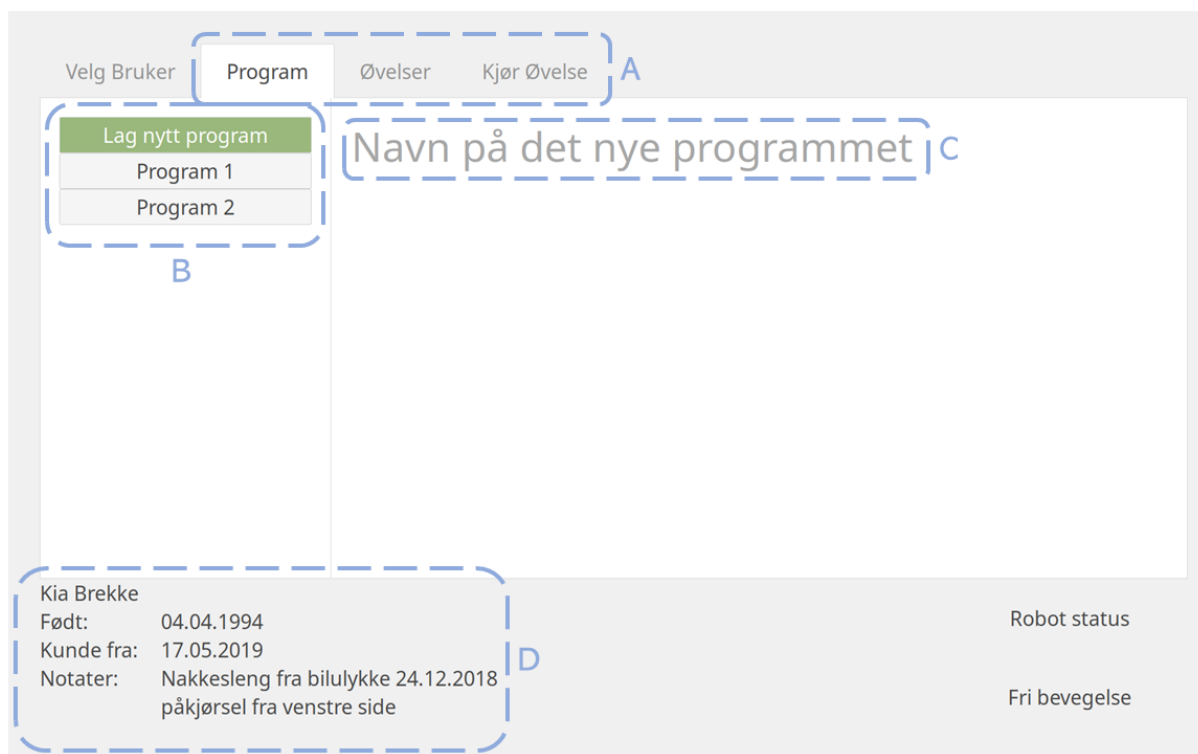 Velg Bruker Program Øvelser Kjør Øvelse A
Lag nytt program
Program 1
Program 2
B
Navn på det nye programmet C
Kia Brekke
Født: 04.04.1994
Kunde fra: 17.05.2019
Notater: Nakkesleng fra bilulykke 24.12.2018
påkjørsel fra venstre side
D
Robot status
Fri bevegelse